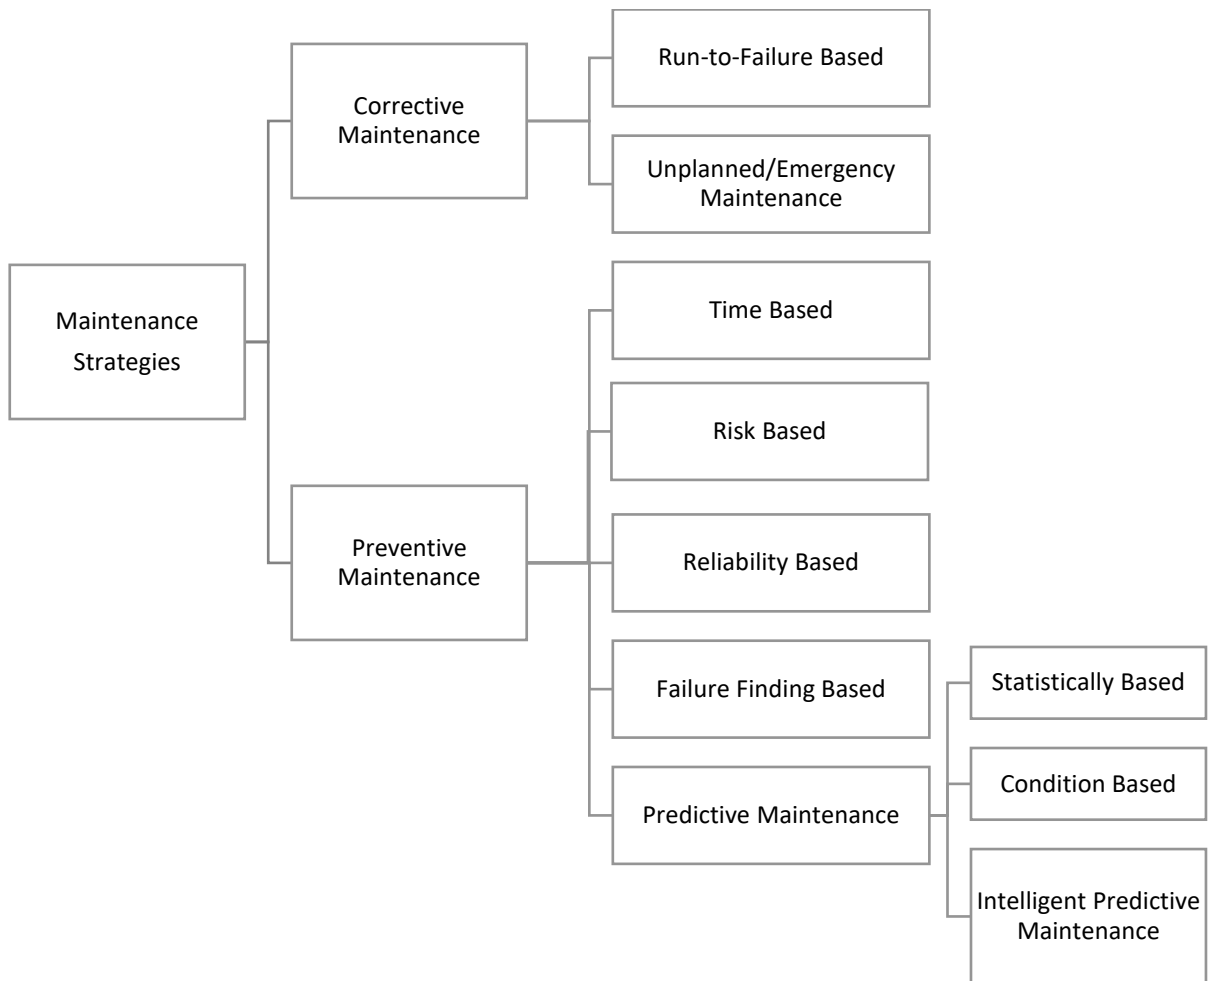 Run-to-Failure Based
Corrective
Maintenance
Unplanned/Emergency
Maintenance
Maintenance
Strategies
Time Based
Risk Based
Preventive
Maintenance
Reliability Based
Failure Finding Based
Predictive Maintenance
Statistically Based
Condition Based
Intelligent Predictive
Maintenance